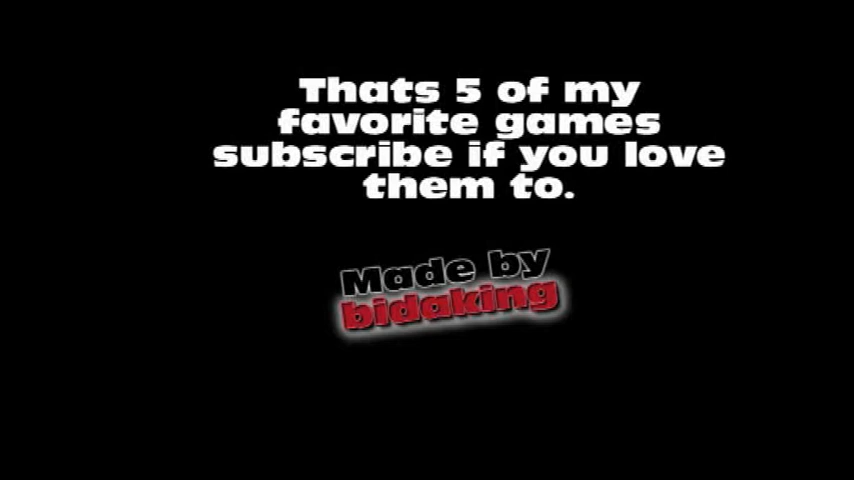 Thats 5 of my
favorite games
subscribe if you love
them to.
Made by
bidaking